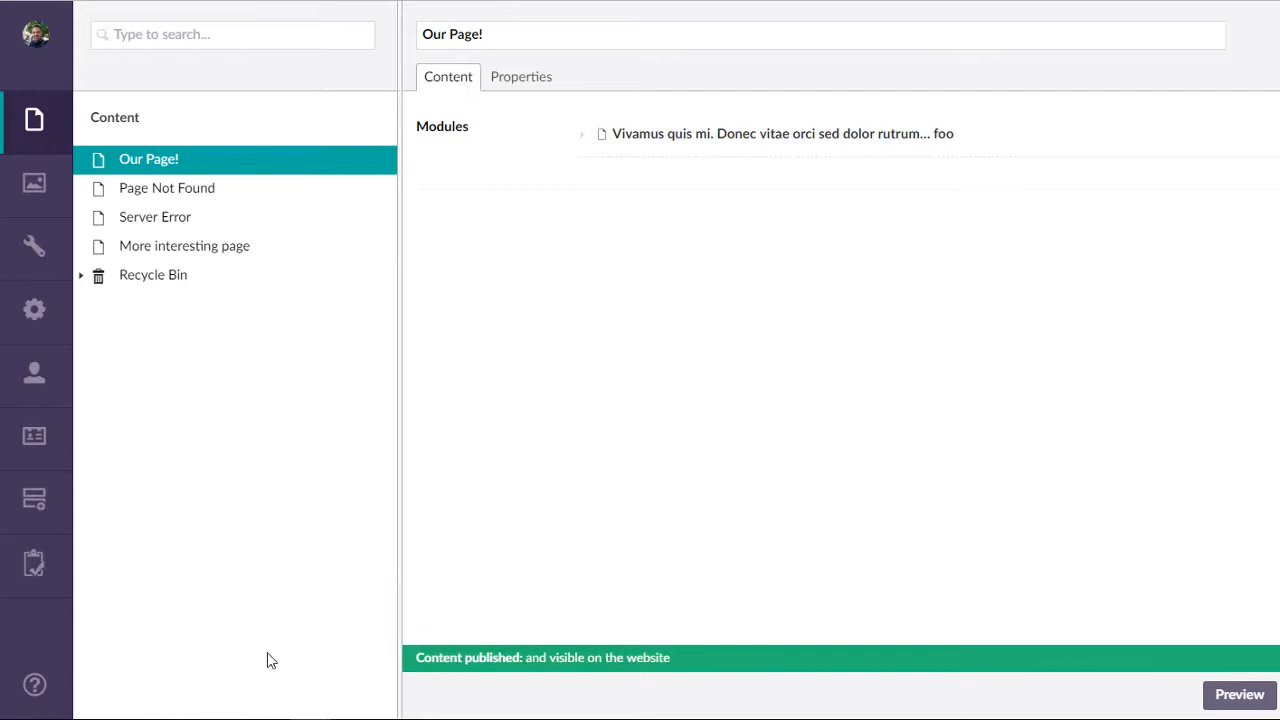 Type to search...
Our Page!
Content
Properties
Content
Modules
Vivamus quis mi. Donec vitae orci sed dolor rutrum... foo
Our Page!
Page Not Found
Server Error
More interesting page
Recycle Bin
Content published: and visible on the website
Preview